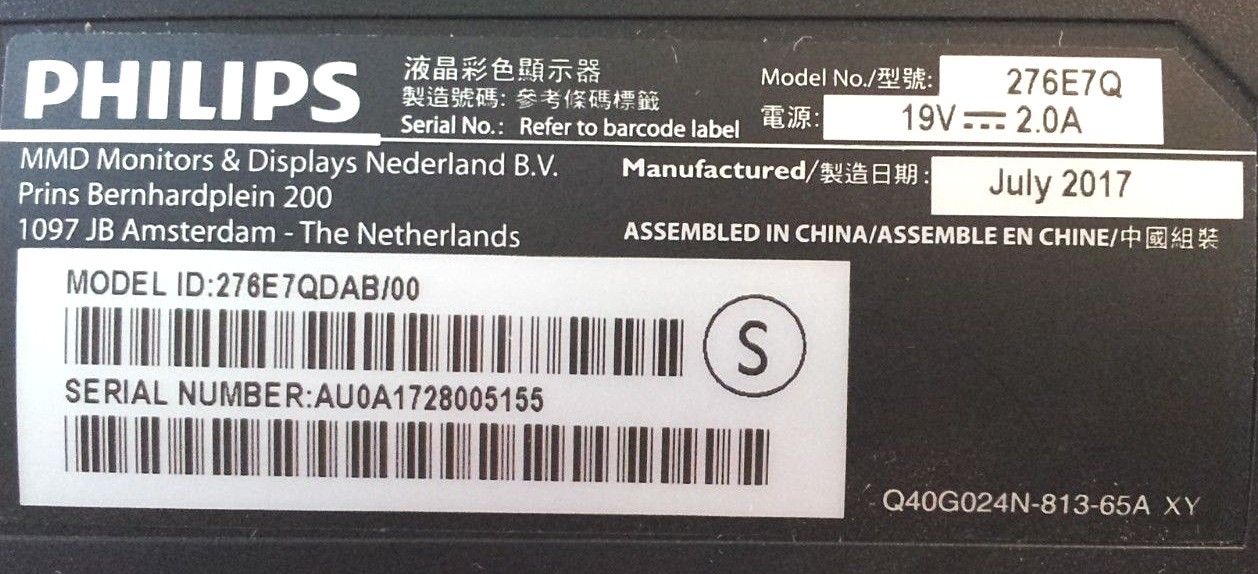 PHILIPS
液晶彩色顯示器
製造號碼: 參考條碼標籤
Serial No.: Refer to barcode label
Model No./型號: 276E7Q
電源: 19V⎓2.0A
MMD Monitors & Displays Nederland B.V.
Prins Bernhardplein 200
1097 JB Amsterdam - The Netherlands
Manufactured/製造日期: July 2017
ASSEMBLED IN CHINA/ASSEMBLE EN CHINE/中國組裝
MODEL ID:276E7QDAB/00
S
SERIAL NUMBER:AU0A1728005155
Q40G024N-813-65A XY